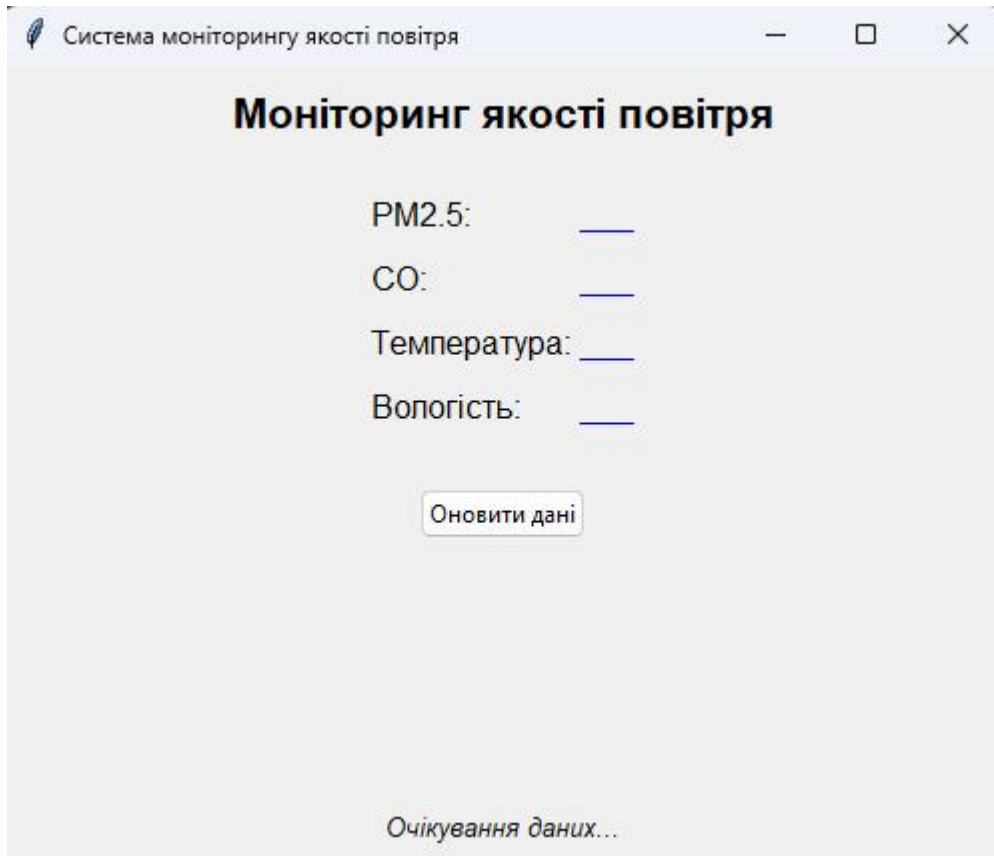 Система моніторингу якості повітря
Моніторинг якості повітря
PM2.5: ___
CO: ___
Температура: ___
Вологість: ___
Оновити дані
Очікування даних...